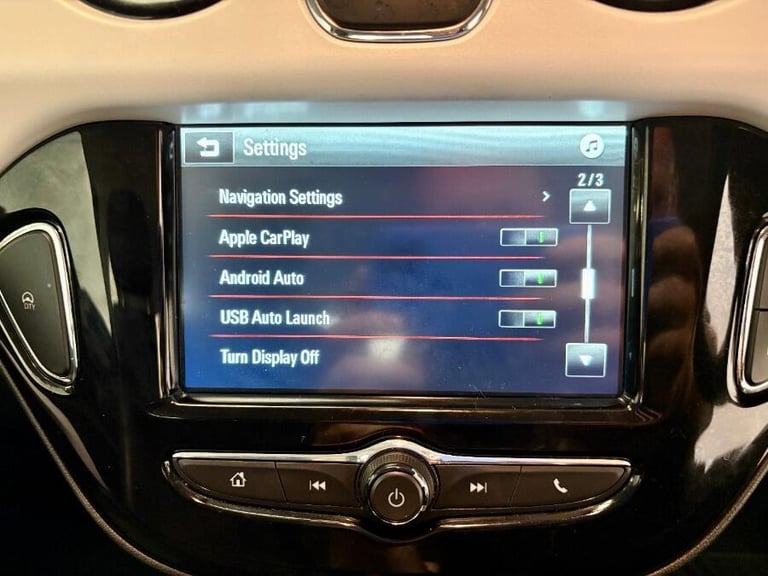 Settings
2/3
Navigation Settings
Apple CarPlay
Android Auto
USB Auto Launch
Turn Display Off
CITY